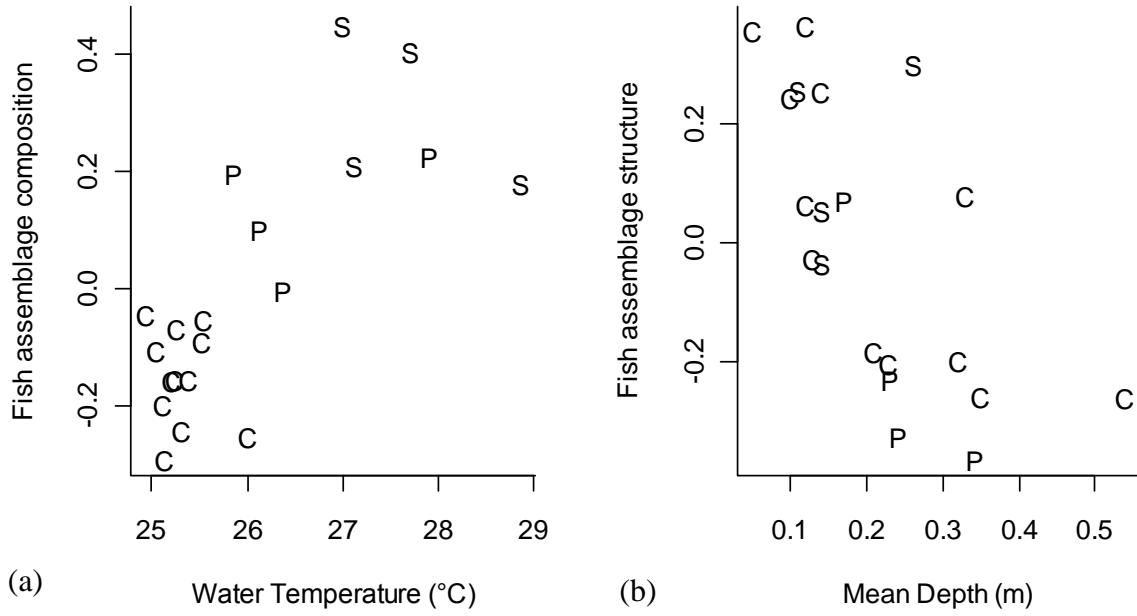 Fish assemblage composition
0.4
0.2
0.0
-0.2
S
S
S
P
P
S
P
P
C
C
C
C
C
C
C
C
C
C
C
C
25
26
27
28
29
(a)
Water Temperature (°C)
Fish assemblage structure
0.2
0.0
-0.2
C
C
S
S
C
C
C
P
C
S
C
S
C
C
C
P
C
C
P
P
0.1
0.2
0.3
0.4
0.5
(b)
Mean Depth (m)